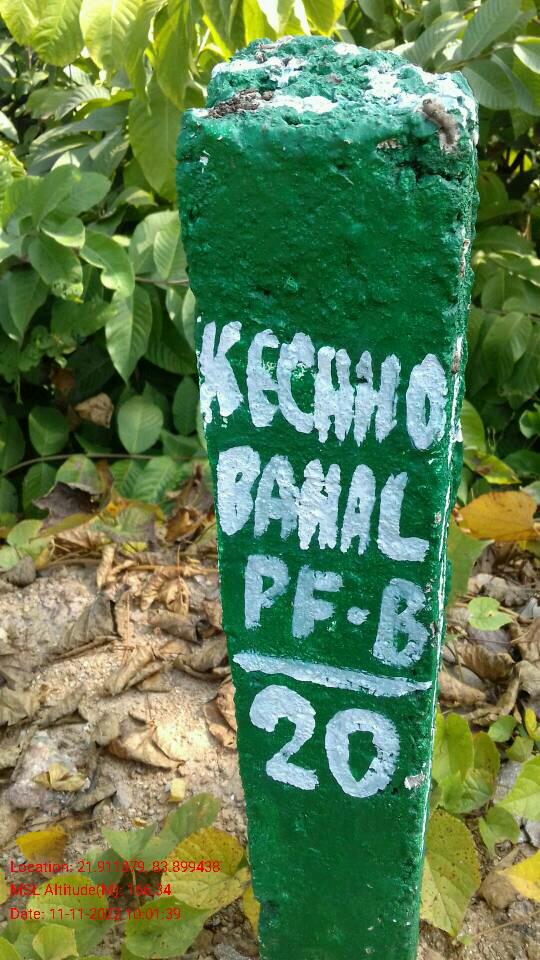 KECHHO
BAHAL
PF-B
20
Location: 21.911679, 83.899438
MSL Altitude(M): 166.34
Date: 11-11-2022 10:01:39